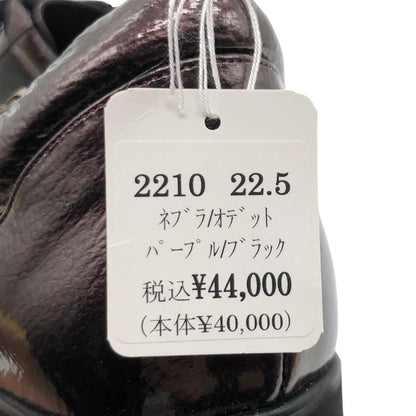 2210 22.5
ﾈﾌﾞﾗ/ｵﾃﾞｯﾄ
ﾊﾟｰﾌﾟﾙ/ﾌﾞﾗｯｸ
税込¥44,000
(本体¥40,000)